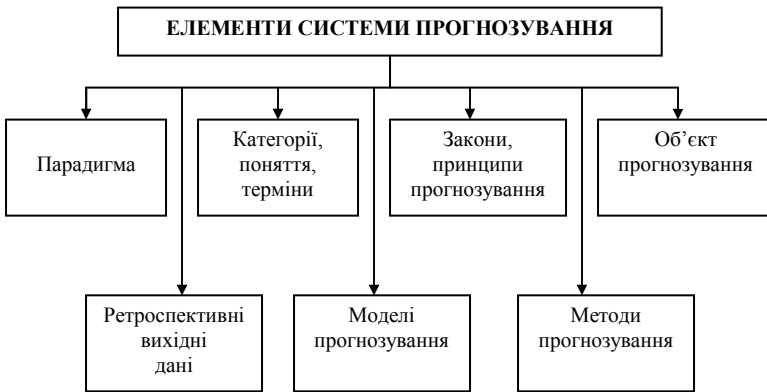 ЕЛЕМЕНТИ СИСТЕМИ ПРОГНОЗУВАННЯ
Парадигма
Категорії,
поняття,
терміни
Закони,
принципи
прогнозування
Об’єкт
прогнозування
Ретроспективні
вихідні
дані
Моделі
прогнозування
Методи
прогнозування